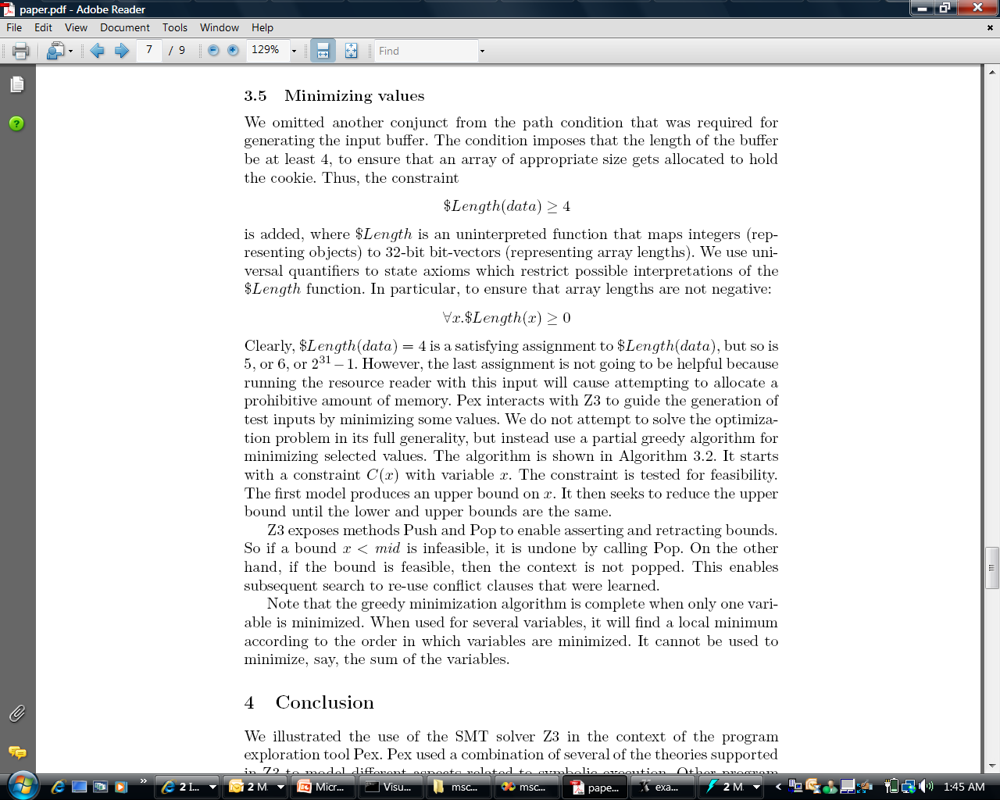 paper.pdf - Adobe Reader
File Edit View Document Tools Window Help
7 / 9 129% Find
3.5 Minimizing values
We omitted another conjunct from the path condition that was required for
generating the input buffer. The condition imposes that the length of the buffer
be at least 4, to ensure that an array of appropriate size gets allocated to hold
the cookie. Thus, the constraint
$Length(data) ≥ 4
is added, where $Length is an uninterpreted function that maps integers (rep-
resenting objects) to 32-bit bit-vectors (representing array lengths). We use uni-
versal quantifiers to state axioms which restrict possible interpretations of the
$Length function. In particular, to ensure that array lengths are not negative:
∀x.$Length(x) ≥ 0
Clearly, $Length(data) = 4 is a satisfying assignment to $Length(data), but so is
5, or 6, or 2³¹ − 1. However, the last assignment is not going to be helpful because
running the resource reader with this input will cause attempting to allocate a
prohibitive amount of memory. Pex interacts with Z3 to guide the generation of
test inputs by minimizing some values. We do not attempt to solve the optimiza-
tion problem in its full generality, but instead use a partial greedy algorithm for
minimizing selected values. The algorithm is shown in Algorithm 3.2. It starts
with a constraint C(x) with variable x. The constraint is tested for feasibility.
The first model produces an upper bound on x. It then seeks to reduce the upper
bound until the lower and upper bounds are the same.
Z3 exposes methods Push and Pop to enable asserting and retracting bounds.
So if a bound x < mid is infeasible, it is undone by calling Pop. On the other
hand, if the bound is feasible, then the context is not popped. This enables
subsequent search to re-use conflict clauses that were learned.
Note that the greedy minimization algorithm is complete when only one vari-
able is minimized. When used for several variables, it will find a local minimum
according to the order in which variables are minimized. It cannot be used to
minimize, say, the sum of the variables.
4 Conclusion
We illustrated the use of the SMT solver Z3 in the context of the program
exploration tool Pex. Pex used a combination of several of the theories supported
in Z3 to model different aspects related to symbolic execution. Other program
2 I... 2 M Micr... Visu... msc... msc... pape... exa... 2 M 1:45 AM